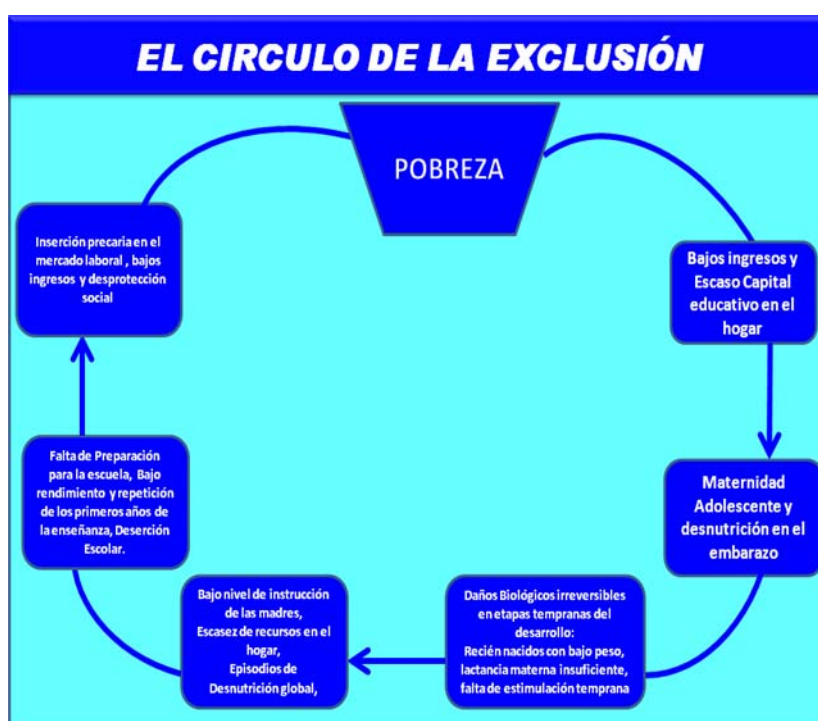 EL CIRCULO DE LA EXCLUSIÓN
POBREZA
Bajos ingresos y
Escaso Capital
educativo en el
hogar
Maternidad
Adolescente y
desnutrición en el
embarazo
Daños Biológicos irreversibles
en etapas tempranas del
desarrollo:
Recién nacidos con bajo peso,
lactancia materna insuficiente,
falta de estimulación temprana
Bajo nivel de instrucción
de las madres,
Escasez de recursos en el
hogar,
Episodios de
Desnutrición global,
Falta de Preparación
para la escuela, Bajo
rendimiento y repetición
de los primeros años de
la enseñanza, Deserción
Escolar.
Inserción precaria en el
mercado laboral , bajos
ingresos y desprotección
social